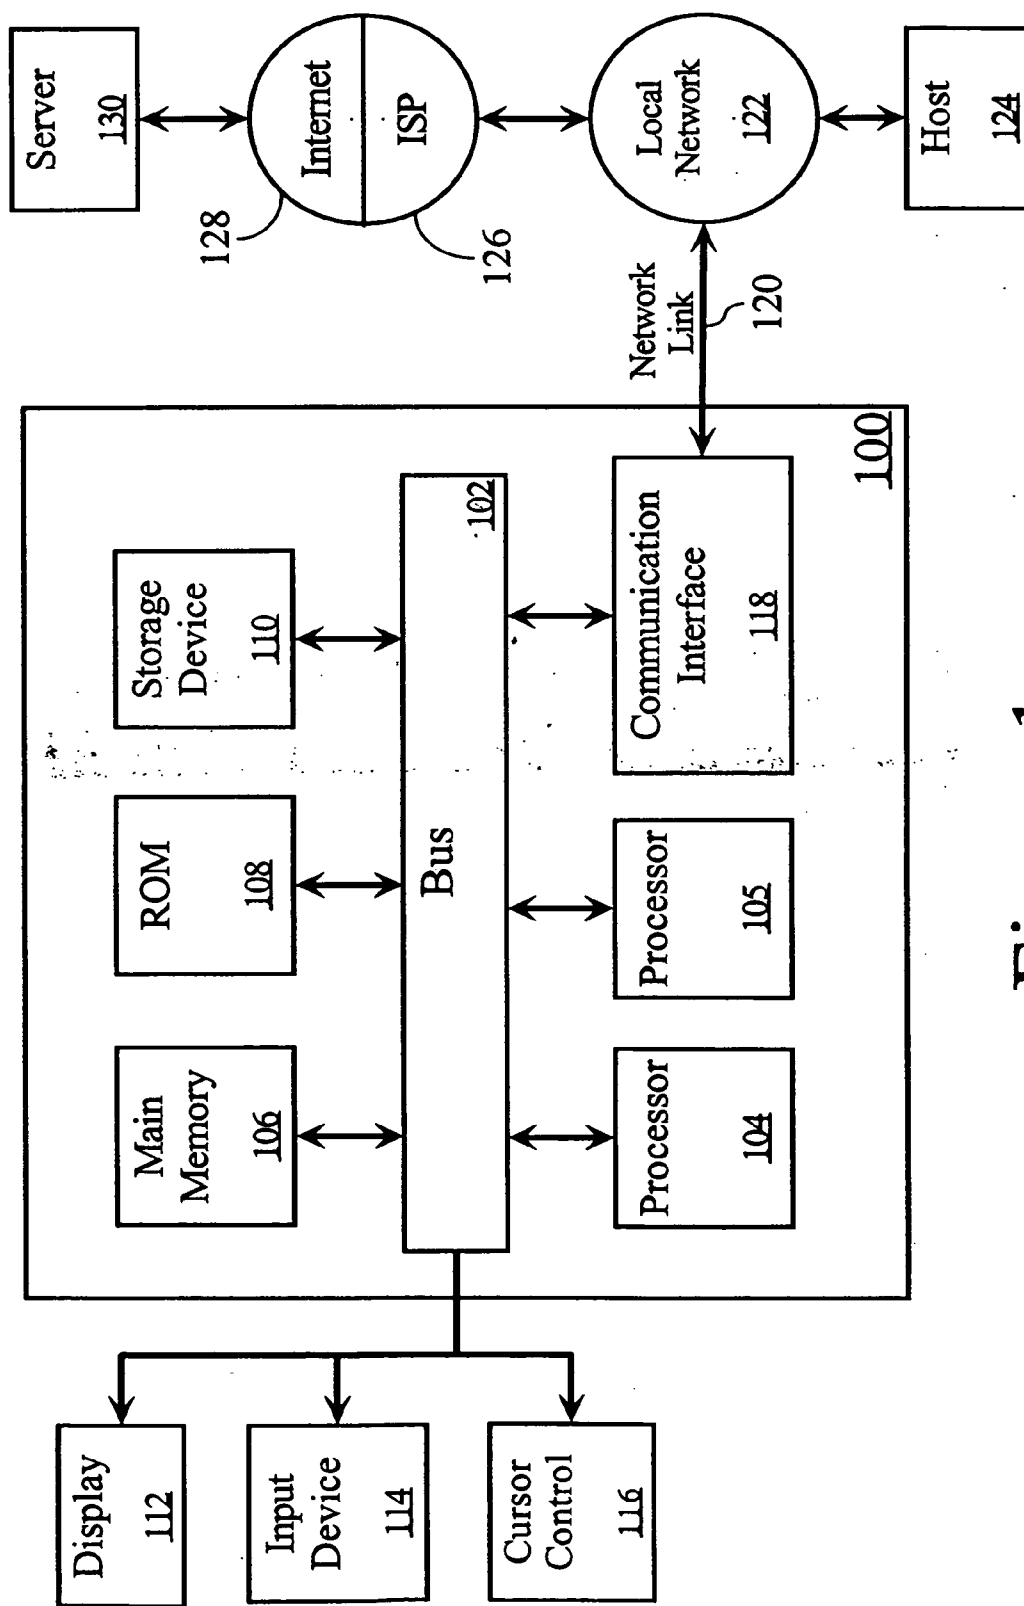 Display
112
Input
Device
114
Cursor
Control
116
Main
Memory
106
ROM
108
Storage
Device
110
Bus
102
Processor
104
Processor
105
Communication
Interface
118
100
Network
Link
120
Server
130
Internet
128
ISP
126
Local
Network
122
Host
124